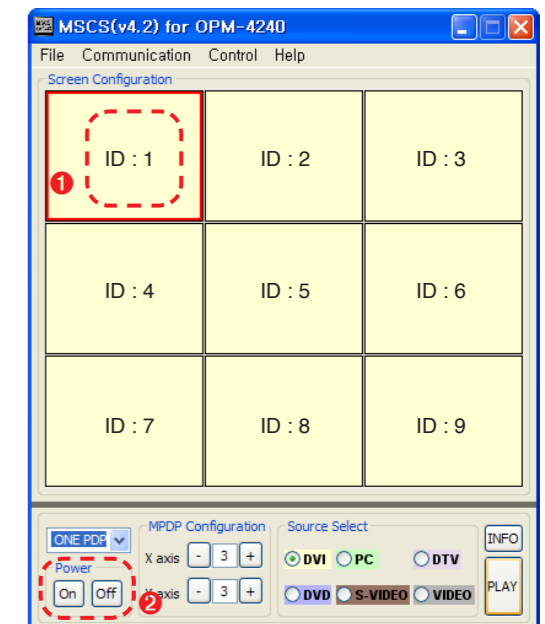 MSCS(v4.2) for OPM-4240
File Communication Control Help
Screen Configuration
ID : 1
ID : 2
ID : 3
1
ID : 4
ID : 5
ID : 6
ID : 7
ID : 8
ID : 9
ONE PDP
MPDP Configuration
Source Select
INFO
X axis - 3 +
DVI PC DTV
Power
On Off
2
axis - 3 +
DVD S-VIDEO VIDEO
PLAY